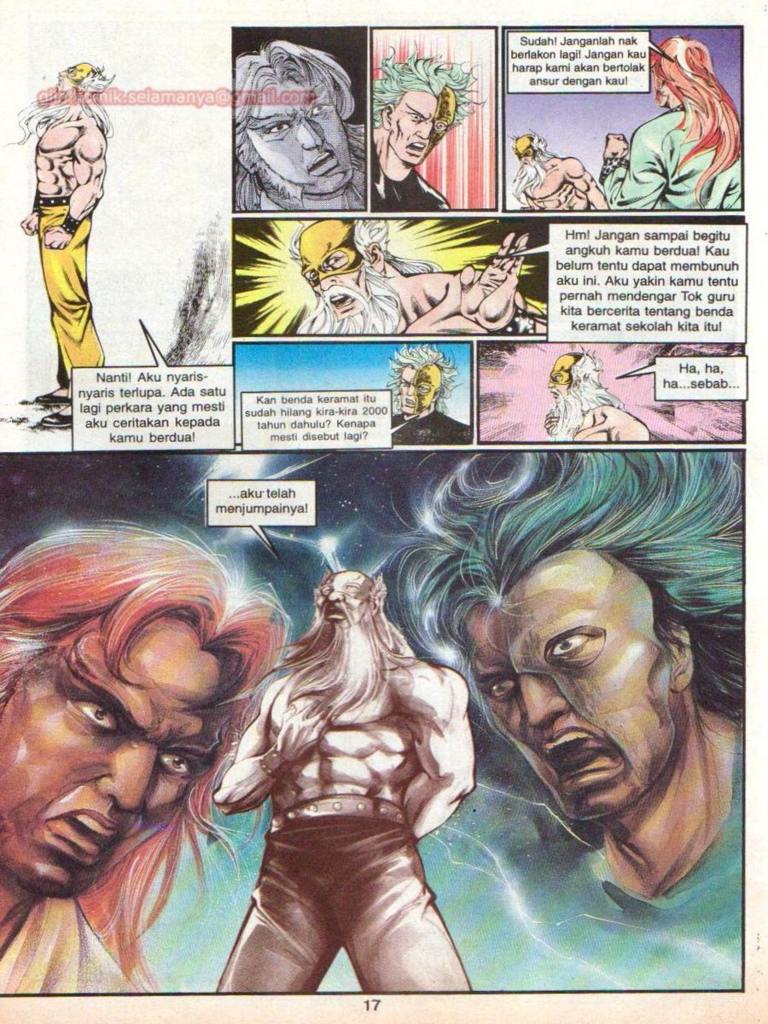 Nanti! Aku nyaris-
nyaris terlupa. Ada satu
lagi perkara yang mesti
aku ceritakan kepada
kamu berdua!
Sudah! Janganlah nak
berlakon lagi! Jangan kau
harap kami akan bertolak
ansur dengan kau!
Hm! Jangan sampai begitu
angkuh kamu berdua! Kau
belum tentu dapat membunuh
aku ini. Aku yakin kamu tentu
pernah mendengar Tok guru
kita bercerita tentang benda
keramat sekolah kita itu!
Kan benda keramat itu
sudah hilang kira-kira 2000
tahun dahulu? Kenapa
mesti disebut lagi?
Ha, ha,
ha...sebab...
...aku telah
menjumpainya!
17